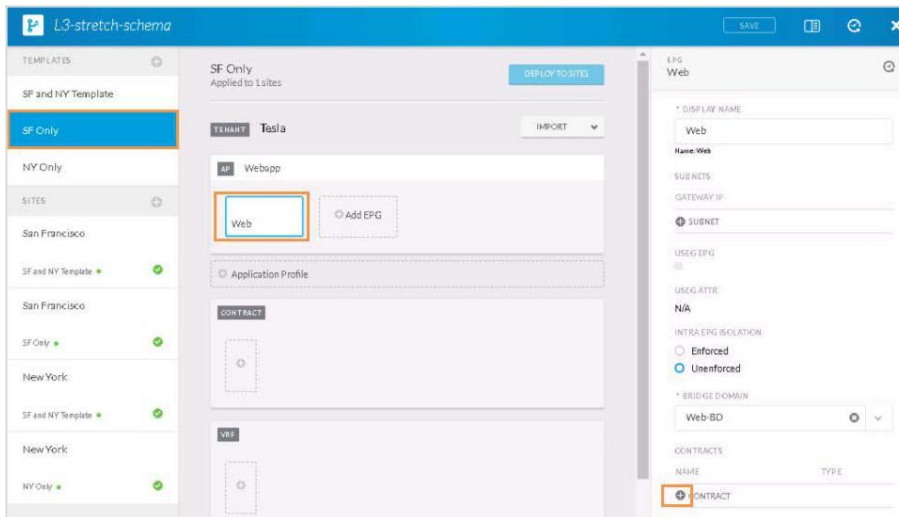 L3-stretch-schema
SAVE
TEMPLATES
SF and NY Template
SF Only
NY Only
SITES
San Francisco
SF and NY Template
San Francisco
SF Only
New York
SF and NY Template
New York
NY Only
SF Only
Applied to 1 sites
DEPLOY TO SITES
TENANT Tesla
IMPORT
AP Webapp
Web
Add EPG
Application Profile
CONTRACT
VRF
EPG
Web
* DISPLAY NAME
Web
Name: Web
SUBNETS
GATEWAY IP
SUBNET
USEG EPG
USEG ATTR
N/A
INTRA EPG ISOLATION
Enforced
Unenforced
* BRIDGE DOMAIN
Web-BD
CONTRACTS
NAME TYPE
CONTRACT